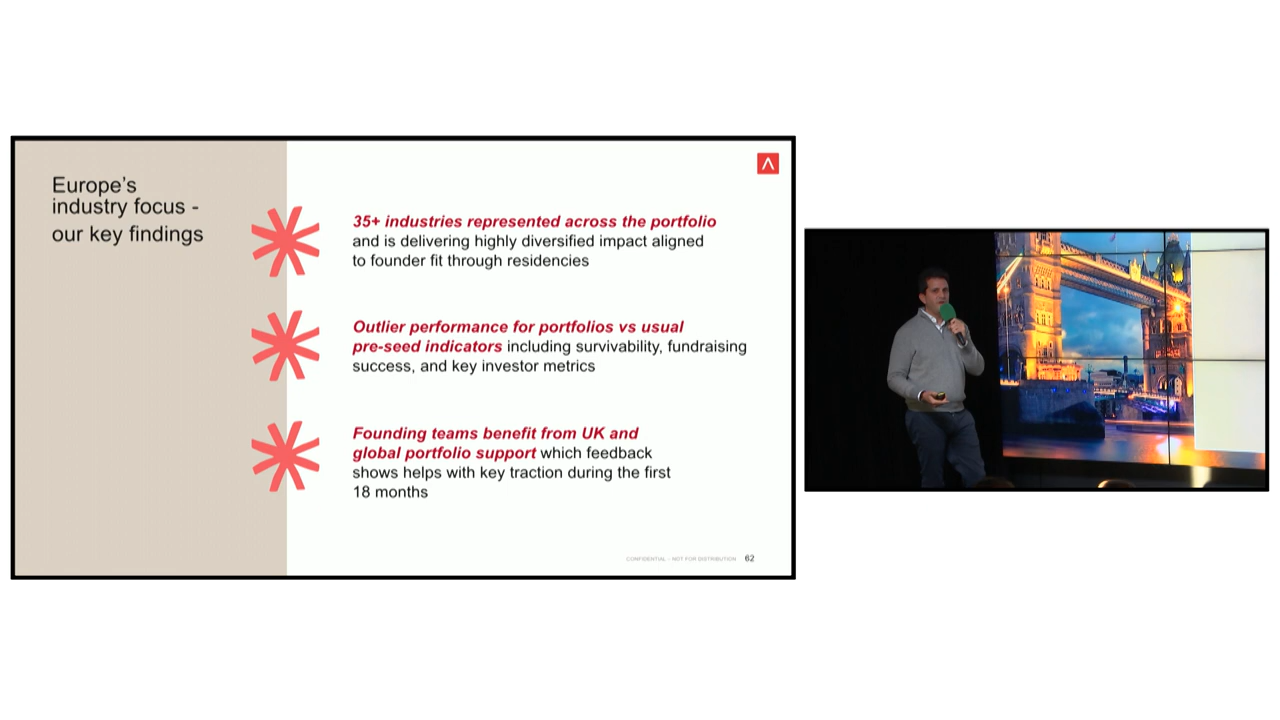 Europe's
industry focus -
our key findings
35+ industries represented across the portfolio
and is delivering highly diversified impact aligned
to founder fit through residencies
Outlier performance for portfolios vs usual
pre-seed indicators including survivability, fundraising
success, and key investor metrics
Founding teams benefit from UK and
global portfolio support which feedback
shows helps with key traction during the first
18 months
CONFIDENTIAL - NOT FOR DISTRIBUTION 62